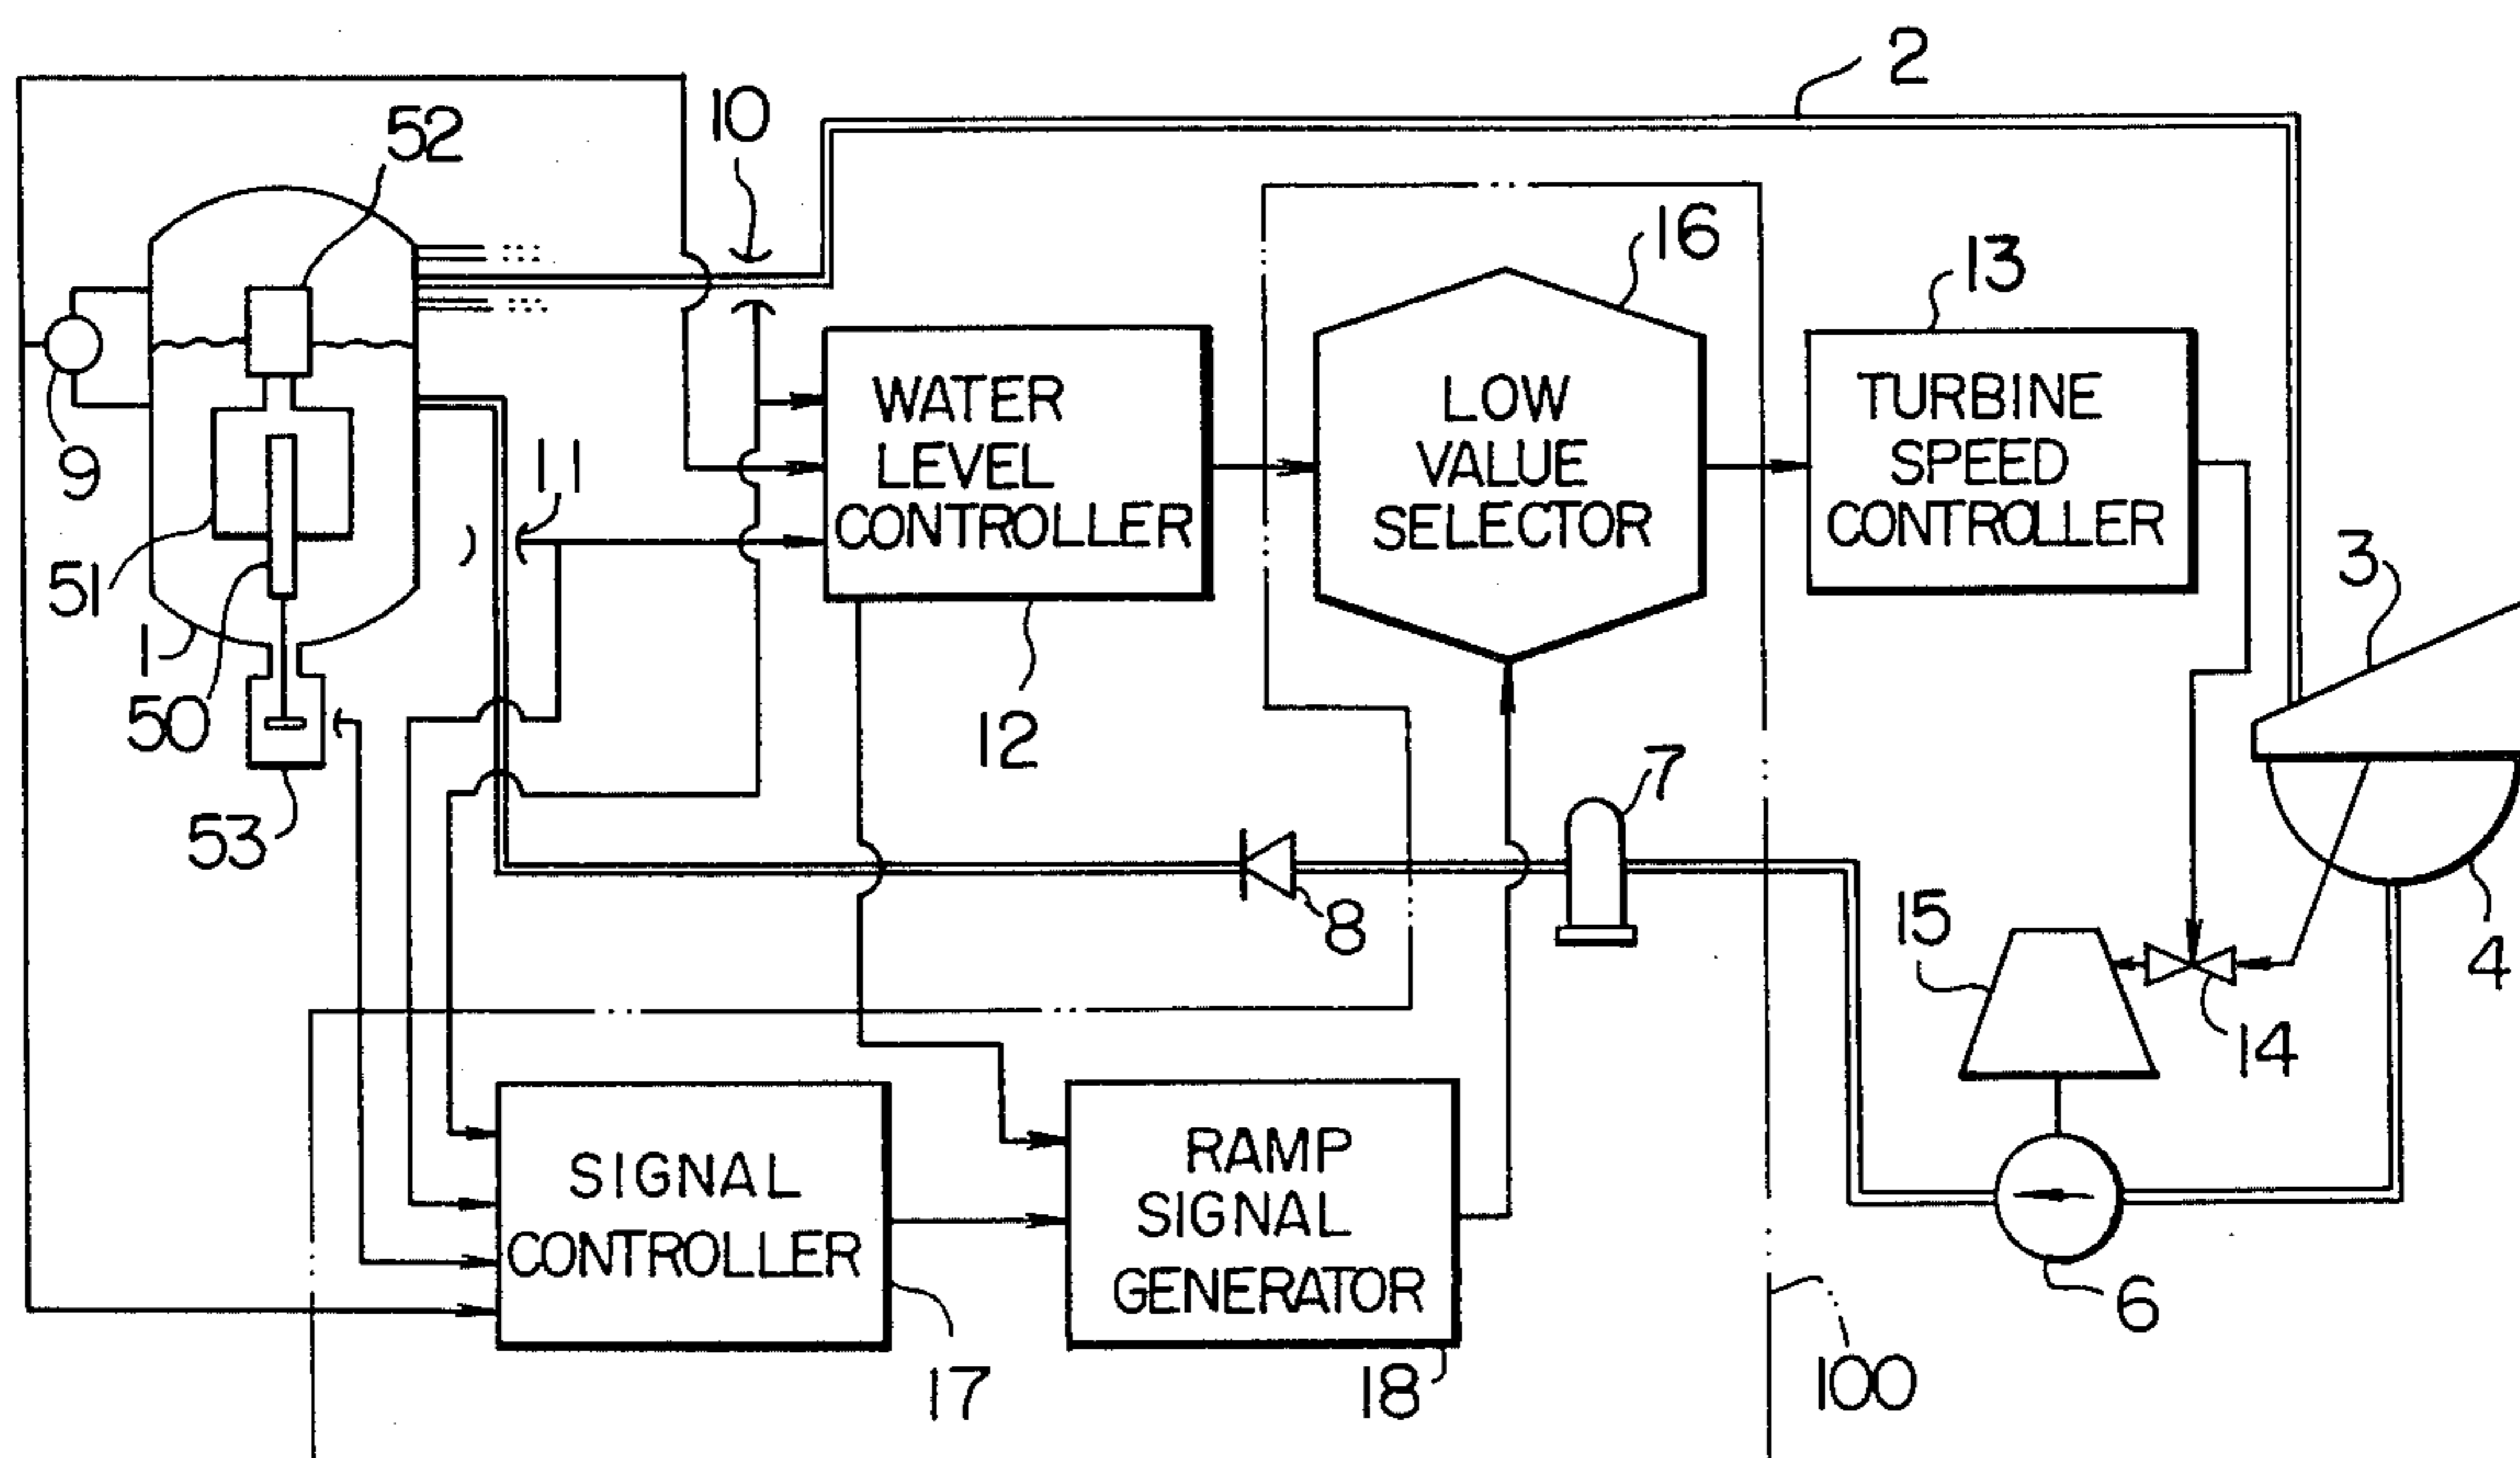 2
10
52
16
13
WATER
LEVEL
CONTROLLER
LOW
VALUE
SELECTOR
TURBINE
SPEED
CONTROLLER
9
11
51
1
50
53
12
3
7
8
4
15
14
SIGNAL
CONTROLLER
RAMP
SIGNAL
GENERATOR
6
17
18
100